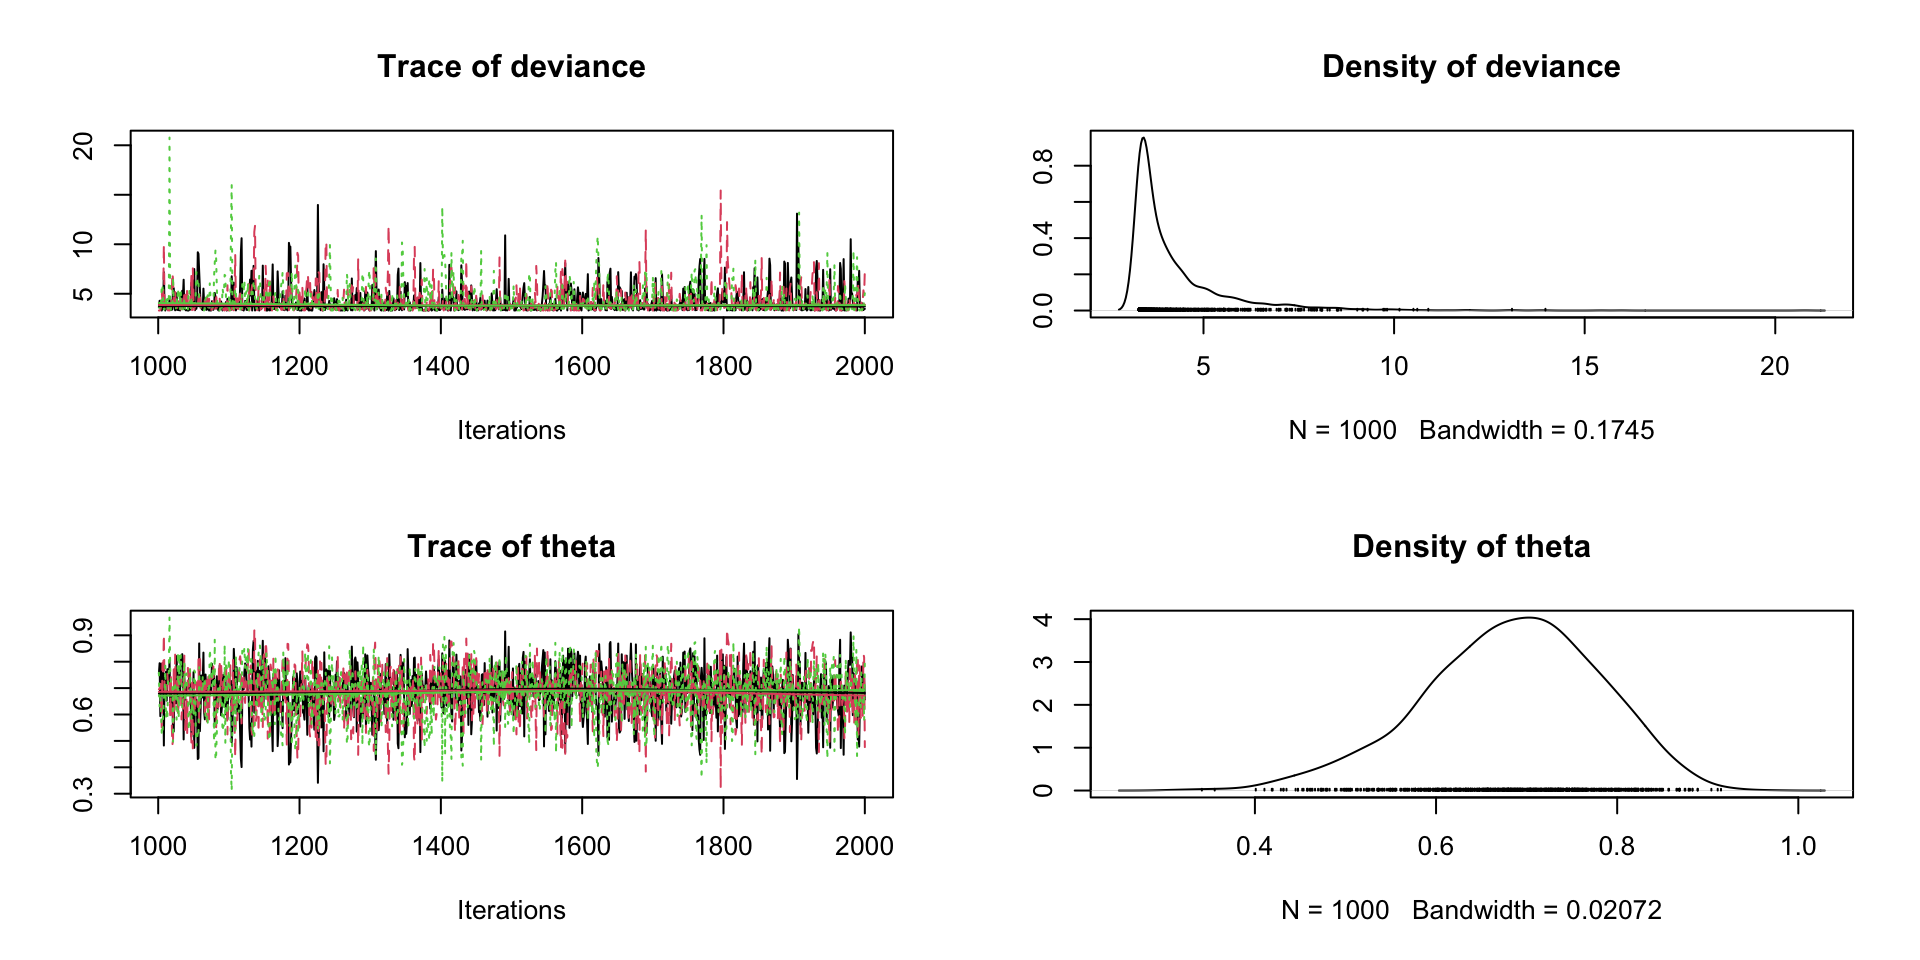 Trace of deviance
20
10
5
1000 1200 1400 1600 1800 2000
Iterations
Density of deviance
0.8
0.4
0.0
5 10 15 20
N = 1000 Bandwidth = 0.1745
Trace of theta
0.9
0.6
0.3
1000 1200 1400 1600 1800 2000
Iterations
Density of theta
4
3
2
1
0
0.4 0.6 0.8 1.0
N = 1000 Bandwidth = 0.02072